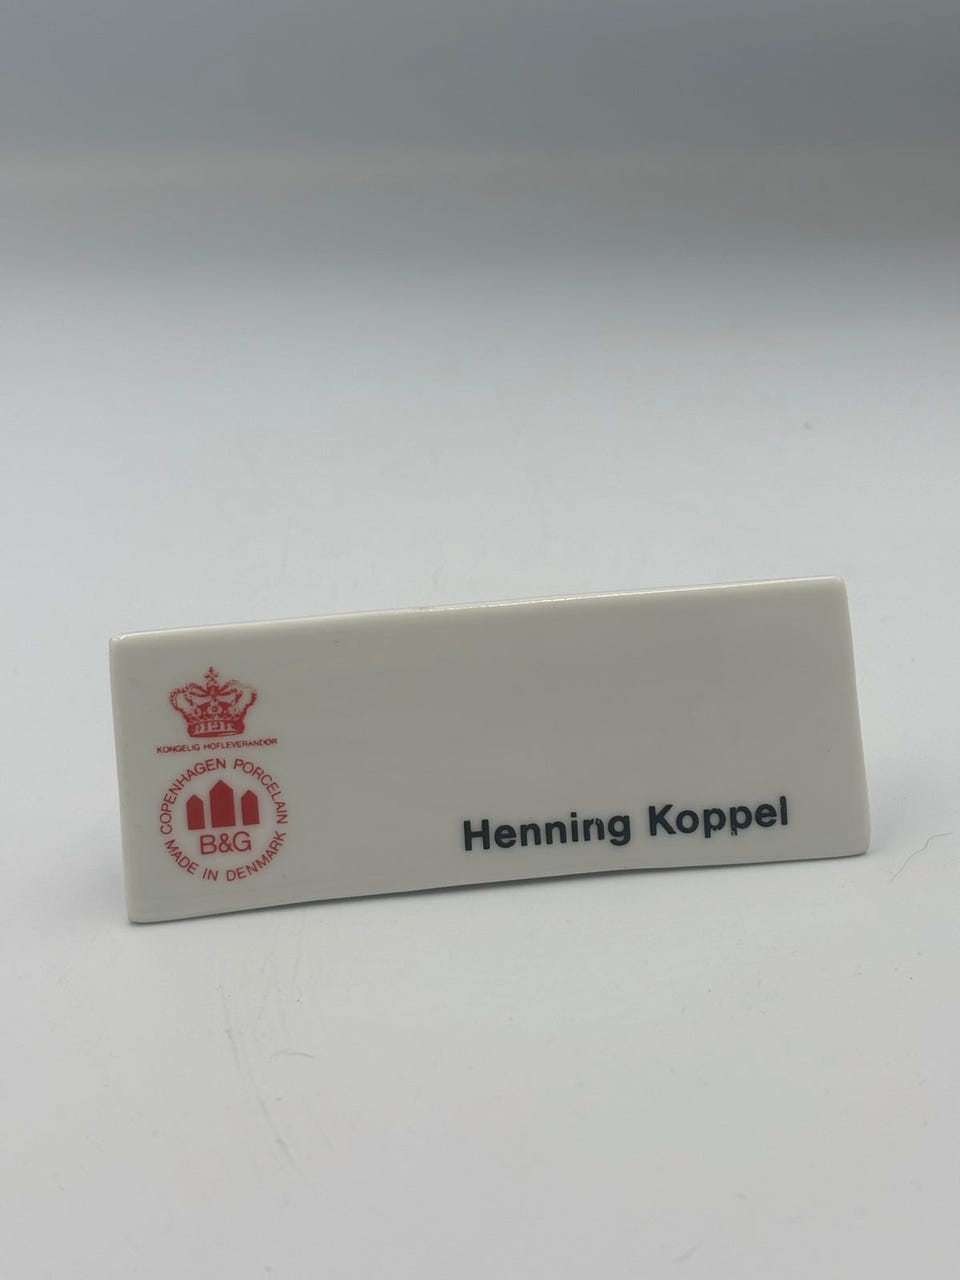 KONGELIG HOFLEVERANDØR
COPENHAGEN PORCELAIN
B&G
MADE IN DENMARK
Henning Koppel